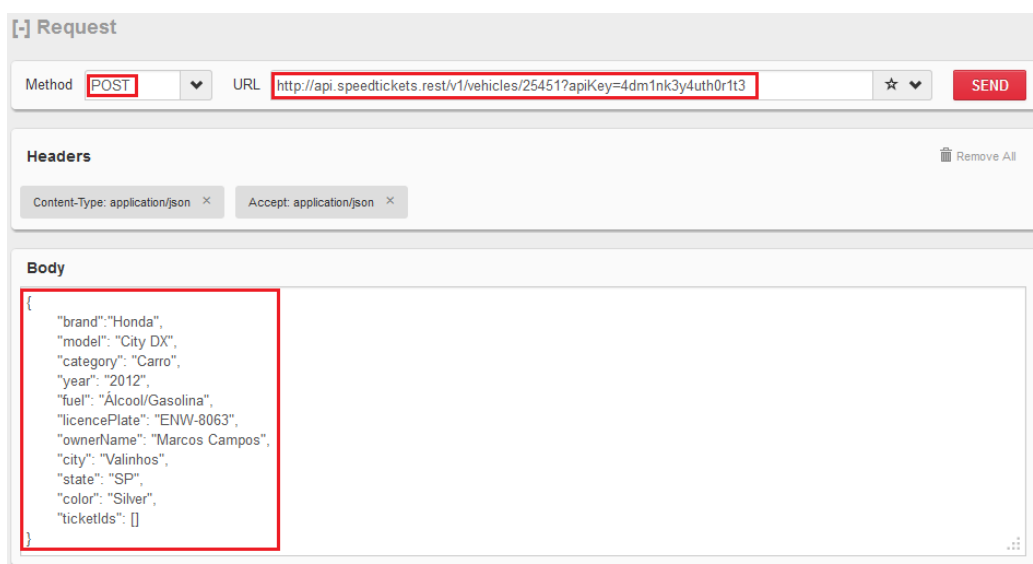 [-] Request
Method POST URL http://api.speedtickets.rest/v1/vehicles/25451?apiKey=4dm1nk3y4uth0r1t3 SEND
Headers Remove All
Content-Type: application/json × Accept: application/json ×
Body
{
"brand":"Honda",
"model": "City DX",
"category": "Carro",
"year": "2012",
"fuel": "Álcool/Gasolina",
"licencePlate": "ENW-8063",
"ownerName": "Marcos Campos",
"city": "Valinhos",
"state": "SP",
"color": "Silver",
"ticketIds": []
}